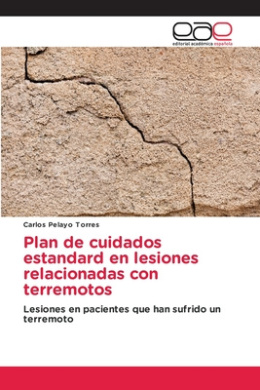 eae
editorial académica española
Carlos Pelayo Torres
Plan de cuidados
estandard en lesiones
relacionadas con
terremotos
Lesiones en pacientes que han sufrido un
terremoto